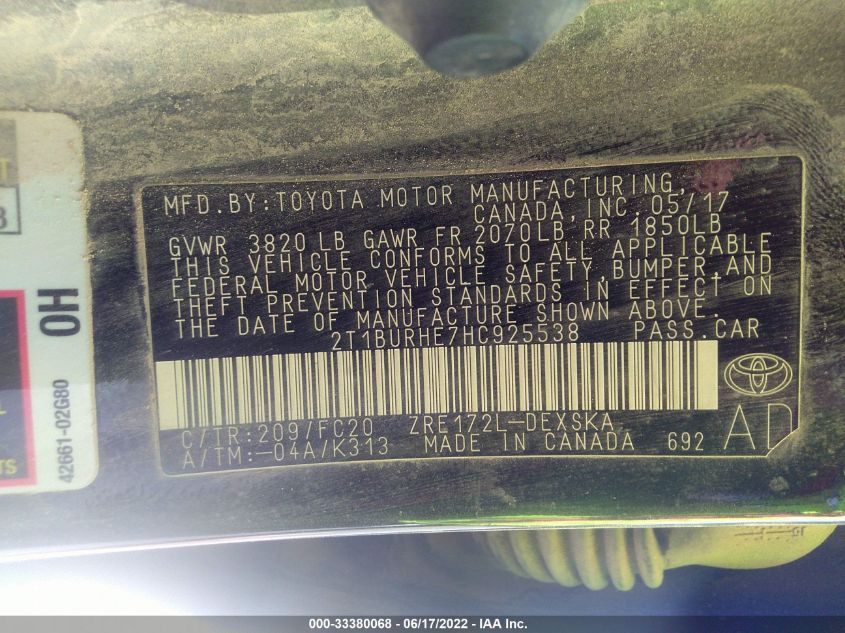 MFD.BY:TOYOTA MOTOR MANUFACTURING,
CANADA,INC. 05/17
GVWR 3820LB GAWR FR 2070LB RR 1850LB
THIS VEHICLE CONFORMS TO ALL APPLICABLE
FEDERAL MOTOR VEHICLE SAFETY,BUMPER,AND
THEFT PREVENTION STANDARDS IN EFFECT ON
THE DATE OF MANUFACTURE SHOWN ABOVE.
2T1BURHE7HC925538 PASS.CAR
C/TR:209/FC20 ZRE172L-DEXSKA
A/TM:-04A/K313 MADE IN CANADA 692
AD
OH
42661-02G80
000-33380068 - 06/17/2022 - IAA Inc.